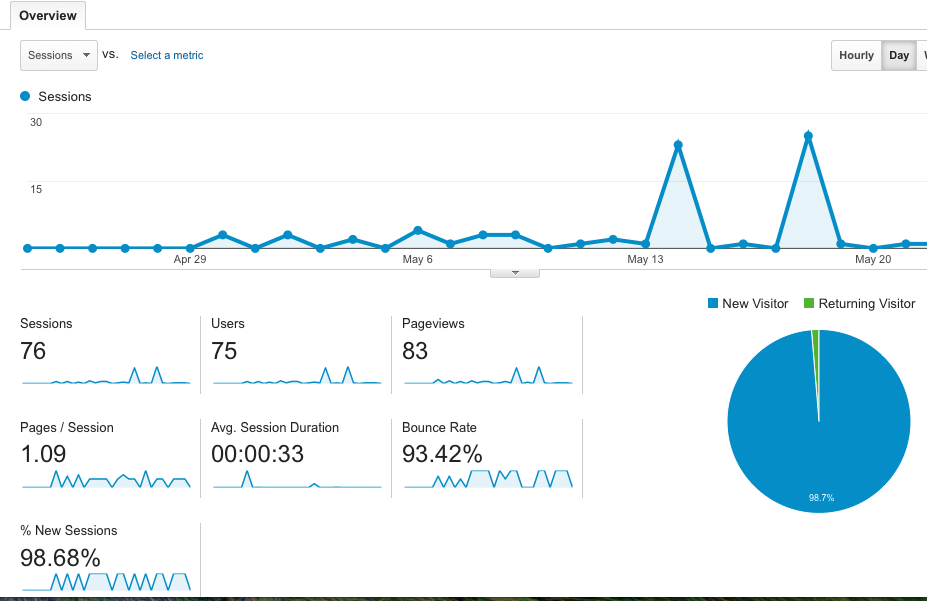 Overview
Sessions vs. Select a metric Hourly Day
Sessions
30
15
Apr 29 May 6 May 13 May 20
New Visitor Returning Visitor
Sessions Users Pageviews
76 75 83
Pages / Session Avg. Session Duration Bounce Rate
1.09 00:00:33 93.42%
98.7%
% New Sessions
98.68%